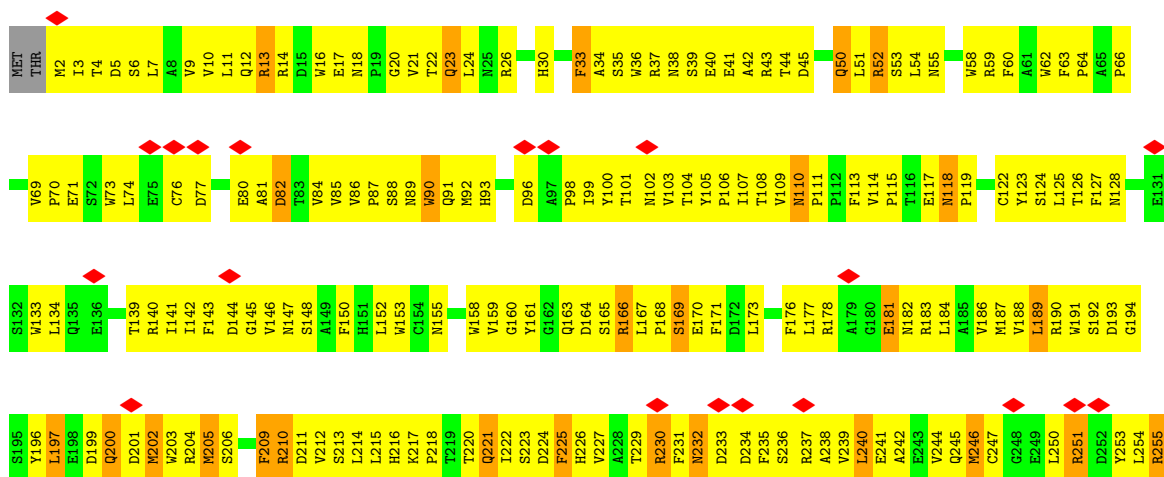 MET THR M2 I3 T4 D5 S6 L7 A8 V9 V10 L11 Q12 R13 R14 D15 W16 E17 N18 P19 G20 V21 T22 Q23 L24 N25 R26 H30 F33 A34 S35 W36 R37 N38 S39 E40 E41 A42 R43 T44 D45 Q50 L51 R52 S53 L54 N55 W58 R59 F60 A61 W62 F63 P64 A65 P66
V69 P70 E71 S72 W73 L74 E75 C76 D77 E80 A81 D82 T83 V84 V85 V86 P87 S88 N89 W90 Q91 M92 H93 D96 A97 P98 I99 Y100 T101 N102 V103 T104 Y105 P106 I107 T108 V109 N110 P111 P112 F113 V114 P115 T116 E117 N118 P119 C122 Y123 S124 L125 T126 F127 N128 E131
S132 W133 L134 Q135 E136 T139 R140 I141 I142 F143 D144 G145 V146 N147 S148 A149 F150 H151 L152 W153 C154 N155 W158 V159 G160 Y161 G162 Q163 D164 S165 R166 L167 P168 S169 E170 F171 D172 L173 F176 L177 R178 A179 G180 E181 N182 R183 L184 A185 V186 M187 V188 L189 R190 W191 S192 D193 G194
S195 Y196 L197 E198 D199 Q200 D201 M202 W203 R204 M205 S206 F209 R210 D211 V212 S213 L214 L215 H216 K217 P218 T219 T220 Q221 I222 S223 D224 F225 H226 V227 A228 T229 R230 F231 N232 D233 D234 F235 S236 R237 A238 V239 L240 E241 A242 E243 V244 Q245 M246 C247 G248 E249 L250 R251 D252 Y253 L254 R255